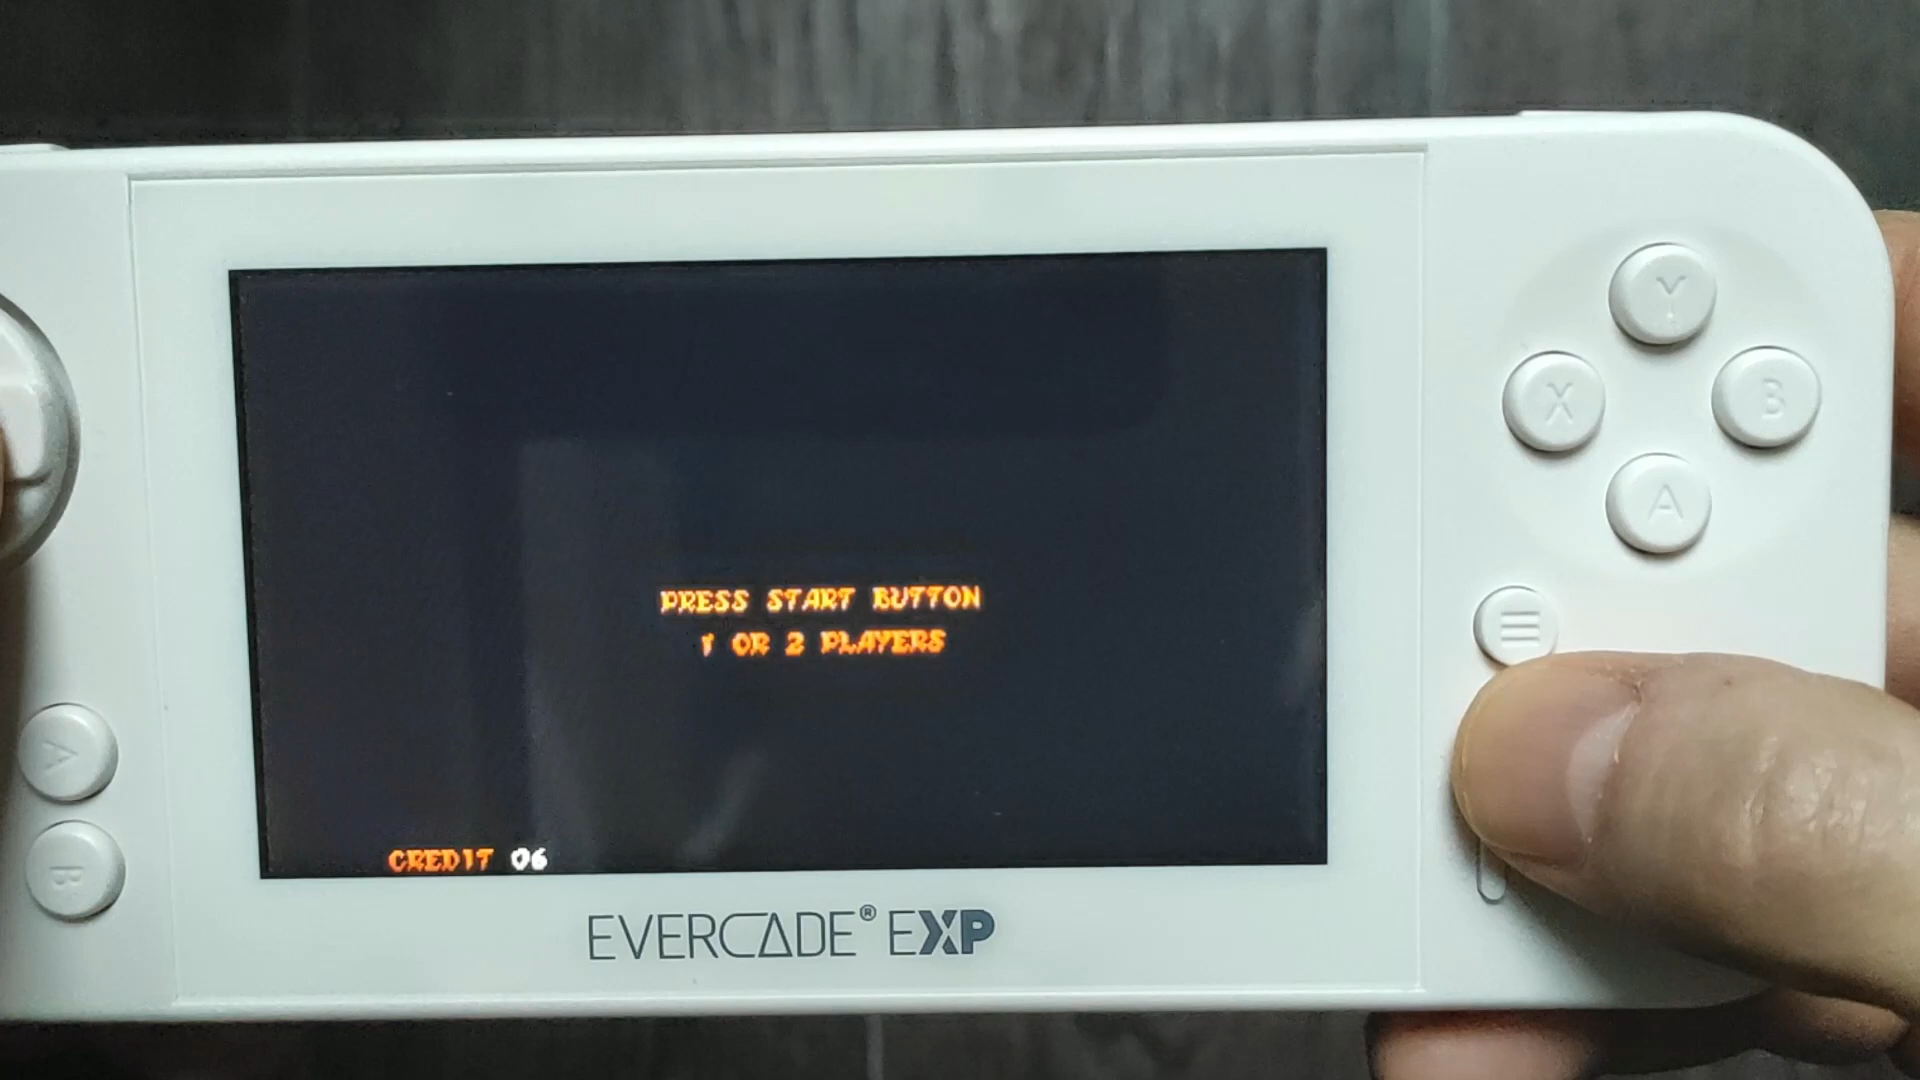 PRESS START BUTTON
1 OR 2 PLAYERS
CREDIT 06
EVERCADE® EXP
Y
X
B
A
A
B